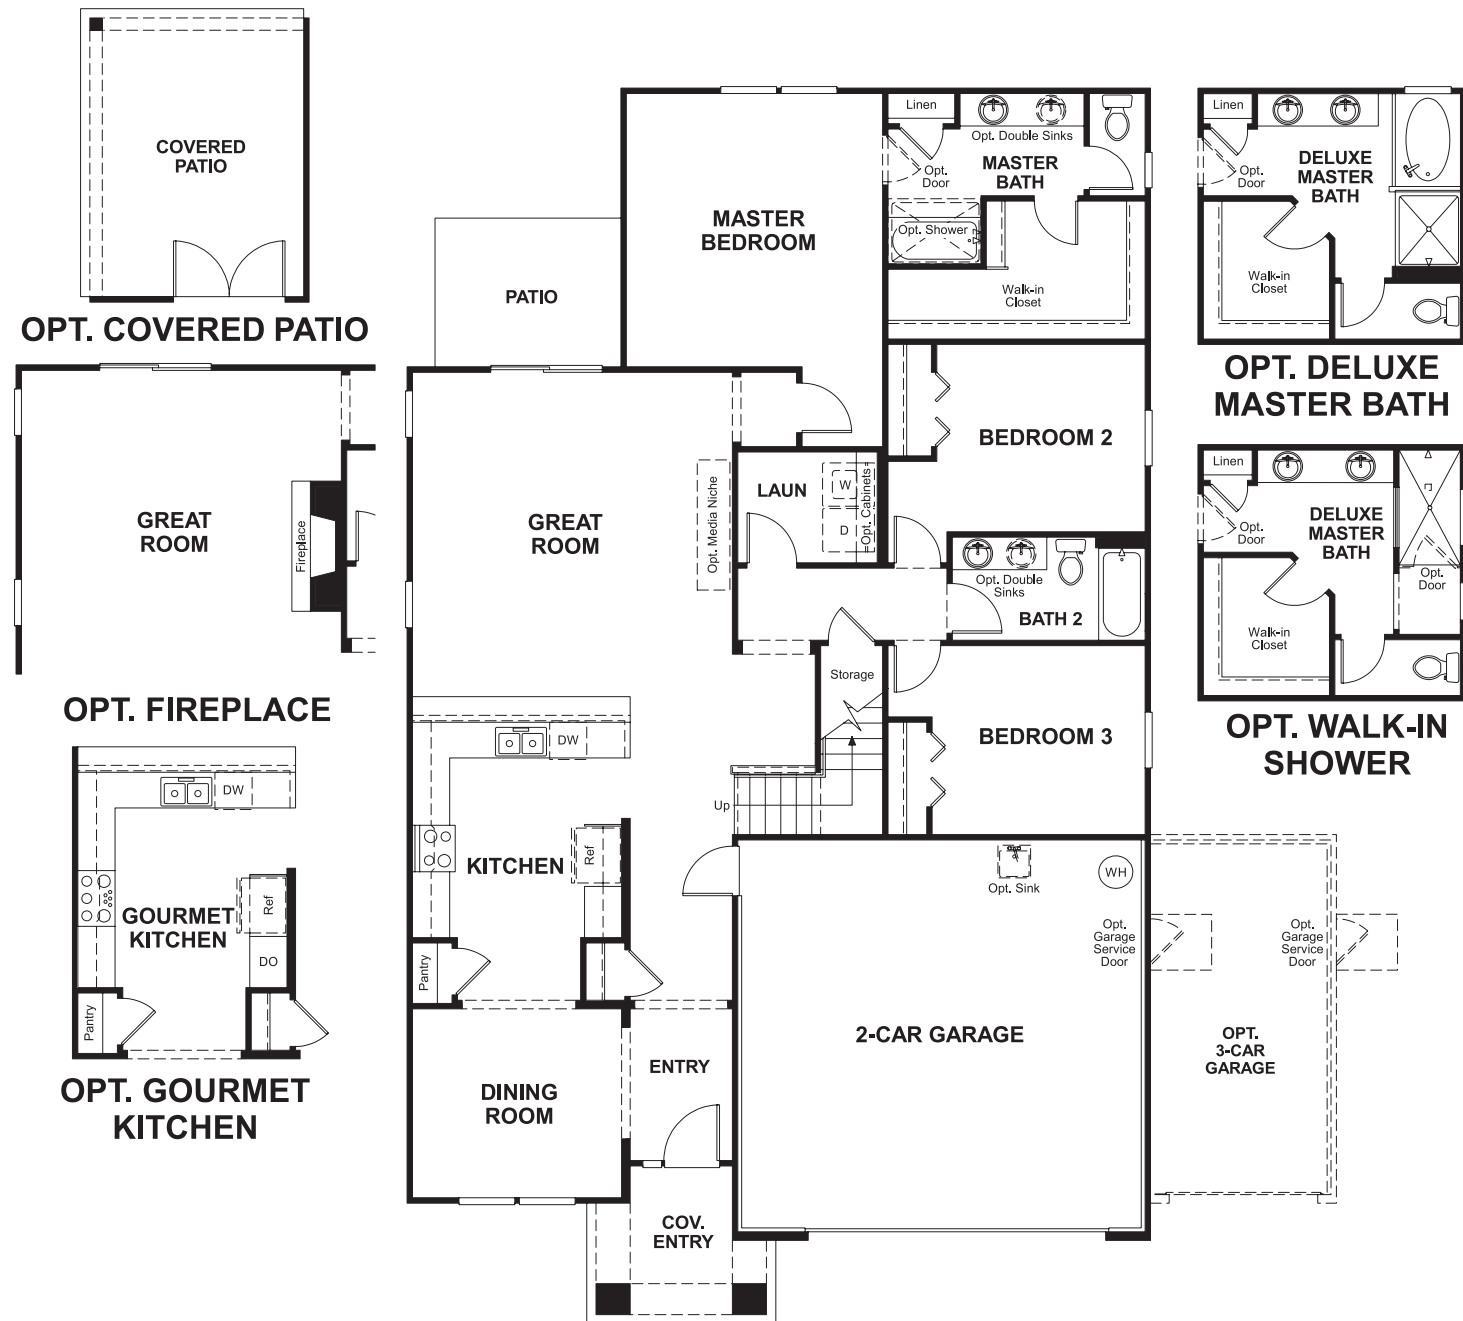 COVERED
PATIO
OPT. COVERED PATIO
GREAT
ROOM
Fireplace
OPT. FIREPLACE
DW
Ref
GOURMET
KITCHEN
DO
Pantry
OPT. GOURMET
KITCHEN
MASTER
BEDROOM
PATIO
Linen
Opt. Double Sinks
Opt.
Door
MASTER
BATH
Opt. Shower
Walk-in
Closet
BEDROOM 2
GREAT
ROOM
Opt. Media Niche
LAUN
W
D
Opt. Cabinets
Opt. Double
Sinks
BATH 2
Storage
BEDROOM 3
Up
DW
KITCHEN
Ref
Pantry
DINING
ROOM
ENTRY
COV.
ENTRY
Opt. Sink
WH
Opt.
Garage
Service
Door
2-CAR GARAGE
Opt.
Garage
Service
Door
OPT.
3-CAR
GARAGE
Linen
Opt.
Door
DELUXE
MASTER
BATH
Walk-in
Closet
OPT. DELUXE
MASTER BATH
Linen
Opt.
Door
DELUXE
MASTER
BATH
Opt.
Door
Walk-in
Closet
OPT. WALK-IN
SHOWER